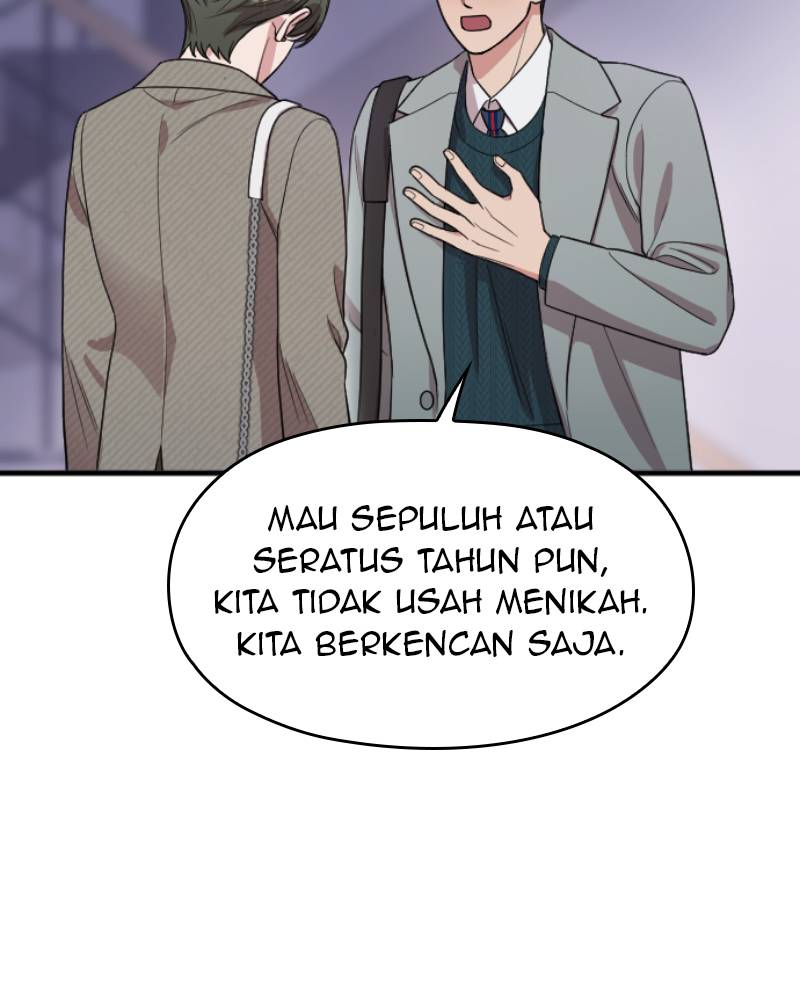 MAU SEPULUH ATAU
SERATUS TAHUN PUN,
KITA TIDAK USAH MENIKAH.
KITA BERKENCAN SAJA.